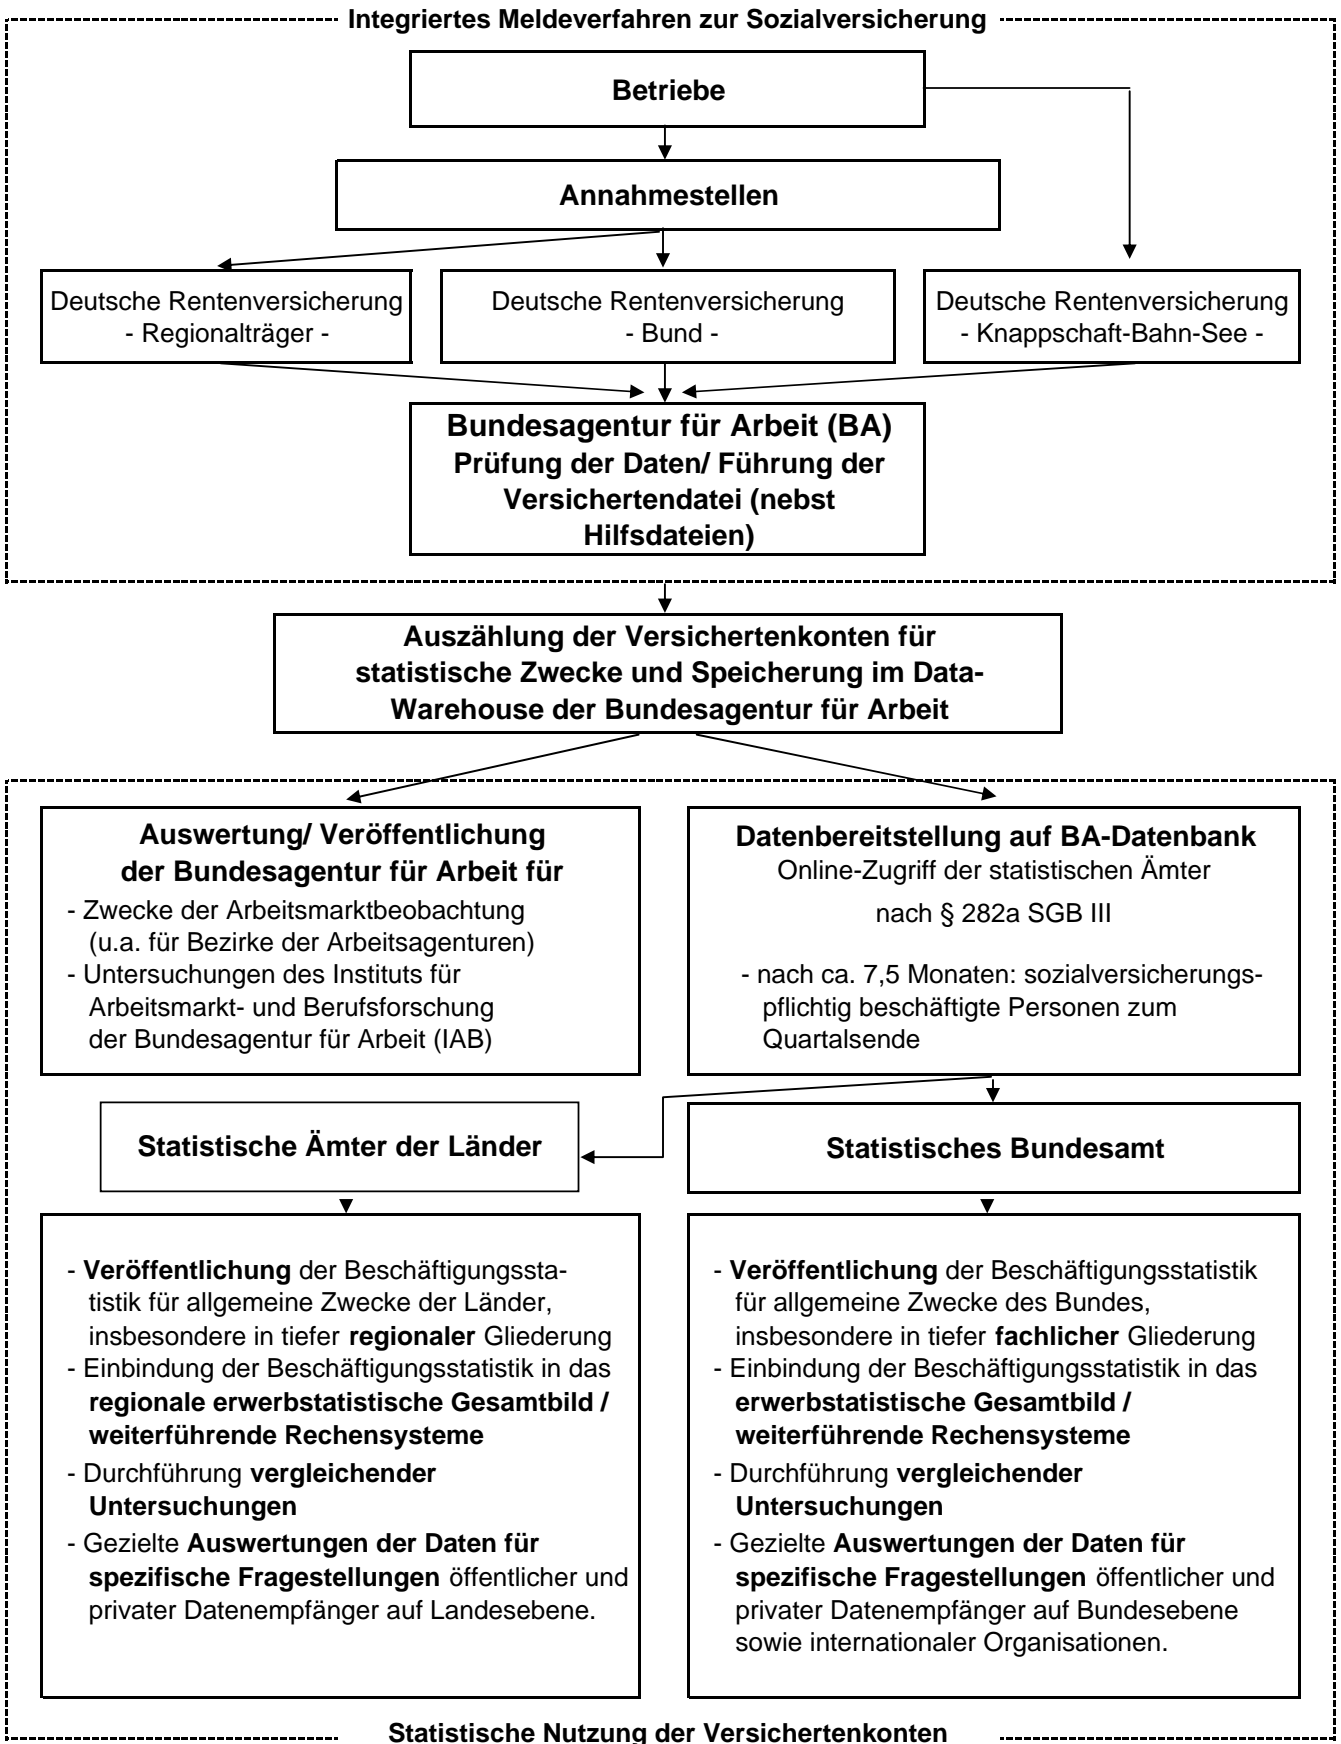 Integriertes Meldeverfahren zur Sozialversicherung
Betriebe
Annahmestellen
Deutsche Rentenversicherung
- Regionalträger -
Deutsche Rentenversicherung
- Bund -
Deutsche Rentenversicherung
- Knappschaft-Bahn-See -
Bundesagentur für Arbeit (BA)
Prüfung der Daten/ Führung der
Versichertendatei (nebst
Hilfsdateien)
Auszählung der Versichertenkonten für
statistische Zwecke und Speicherung im Data-
Warehouse der Bundesagentur für Arbeit
Auswertung/ Veröffentlichung
der Bundesagentur für Arbeit für
- Zwecke der Arbeitsmarktbeobachtung
(u.a. für Bezirke der Arbeitsagenturen)
- Untersuchungen des Instituts für
Arbeitsmarkt- und Berufsforschung
der Bundesagentur für Arbeit (IAB)
Datenbereitstellung auf BA-Datenbank
Online-Zugriff der statistischen Ämter
nach § 282a SGB III
- nach ca. 7,5 Monaten: sozialversicherungs-
pflichtig beschäftigte Personen zum
Quartalsende
Statistische Ämter der Länder
Statistisches Bundesamt
- Veröffentlichung der Beschäftigungssta-
tistik für allgemeine Zwecke der Länder,
insbesondere in tiefer regionaler Gliederung
- Einbindung der Beschäftigungsstatistik in das
regionale erwerbstatistische Gesamtbild /
weiterführende Rechensysteme
- Durchführung vergleichender
Untersuchungen
- Gezielte Auswertungen der Daten für
spezifische Fragestellungen öffentlicher und
privater Datenempfänger auf Landesebene.
- Veröffentlichung der Beschäftigungsstatistik
für allgemeine Zwecke des Bundes,
insbesondere in tiefer fachlicher Gliederung
- Einbindung der Beschäftigungsstatistik in das
erwerbstatistische Gesamtbild /
weiterführende Rechensysteme
- Durchführung vergleichender
Untersuchungen
- Gezielte Auswertungen der Daten für
spezifische Fragestellungen öffentlicher und
privater Datenempfänger auf Bundesebene
sowie internationaler Organisationen.
Statistische Nutzung der Versichertenkonten